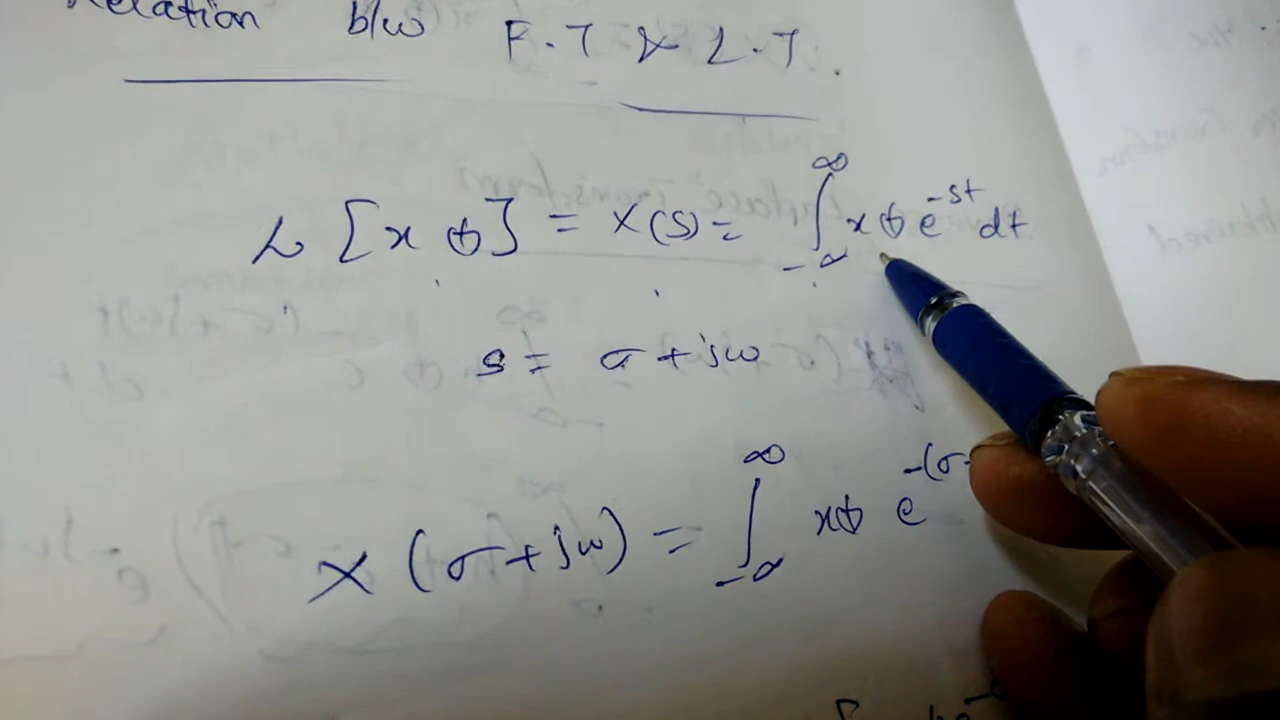 Relation b/w F.T & L.T.
L [x(t)] = X(s) = ∫_{-∞}^{∞} x(t) e^{-st} dt
s = σ + jω
X (σ + jω) = ∫_{-∞}^{∞} x(t) e^{-(σ